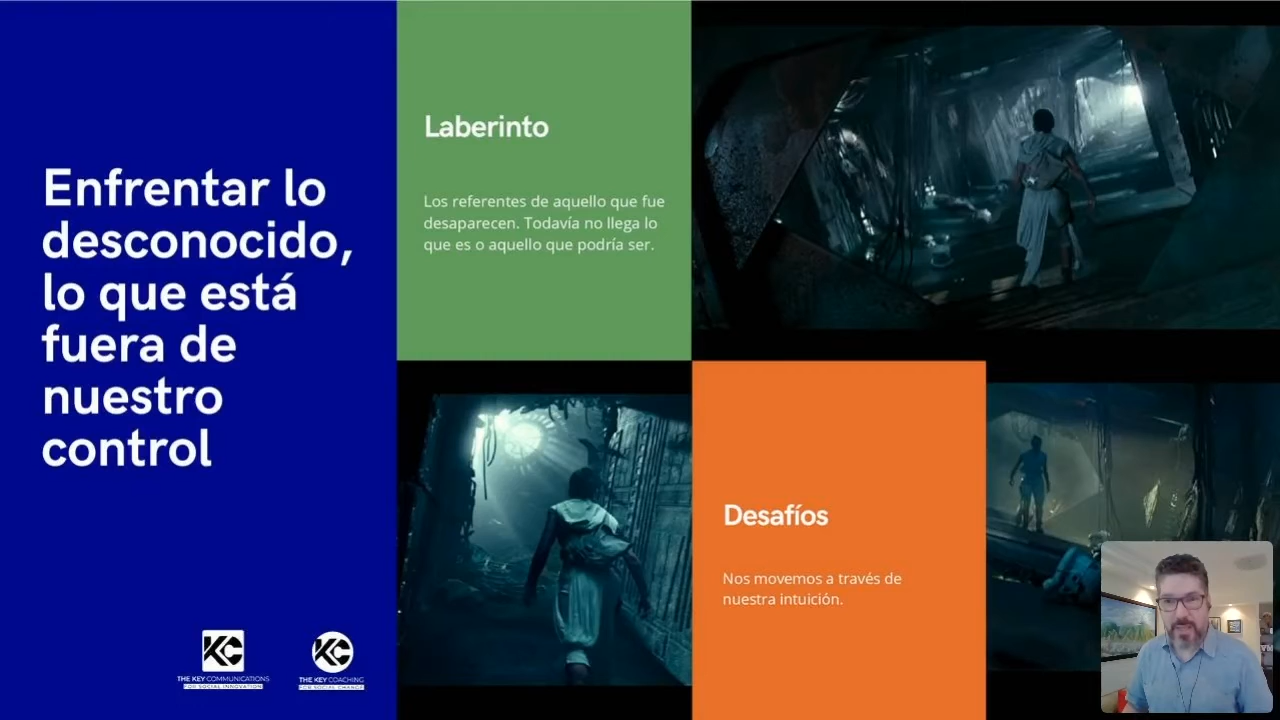 Enfrentar lo
desconocido,
lo que está
fuera de
nuestro
control
Laberinto
Los referentes de aquello que fue
desaparecen. Todavía no llega lo
que es o aquello que podría ser.
Desafíos
Nos movemos a través de
nuestra intuición.
KC
THE KEY COMMUNICATIONS
FOR SOCIAL INNOVATION
KC
THE KEY COACHING
FOR SOCIAL CHANGE